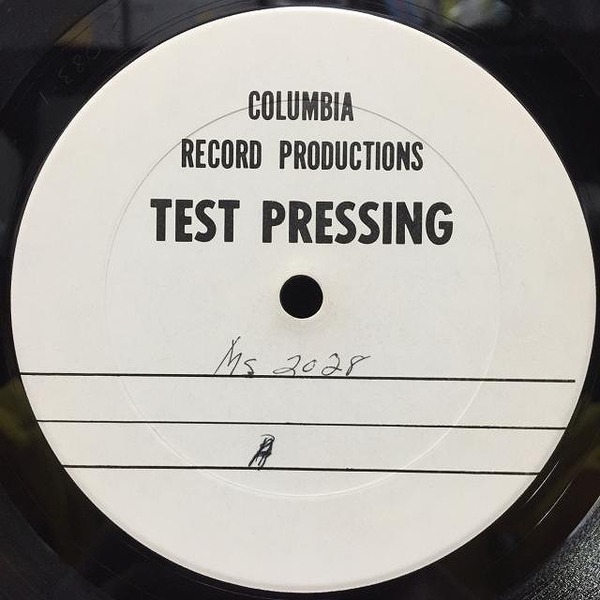 COLUMBIA
RECORD PRODUCTIONS
TEST PRESSING
Ms 2028